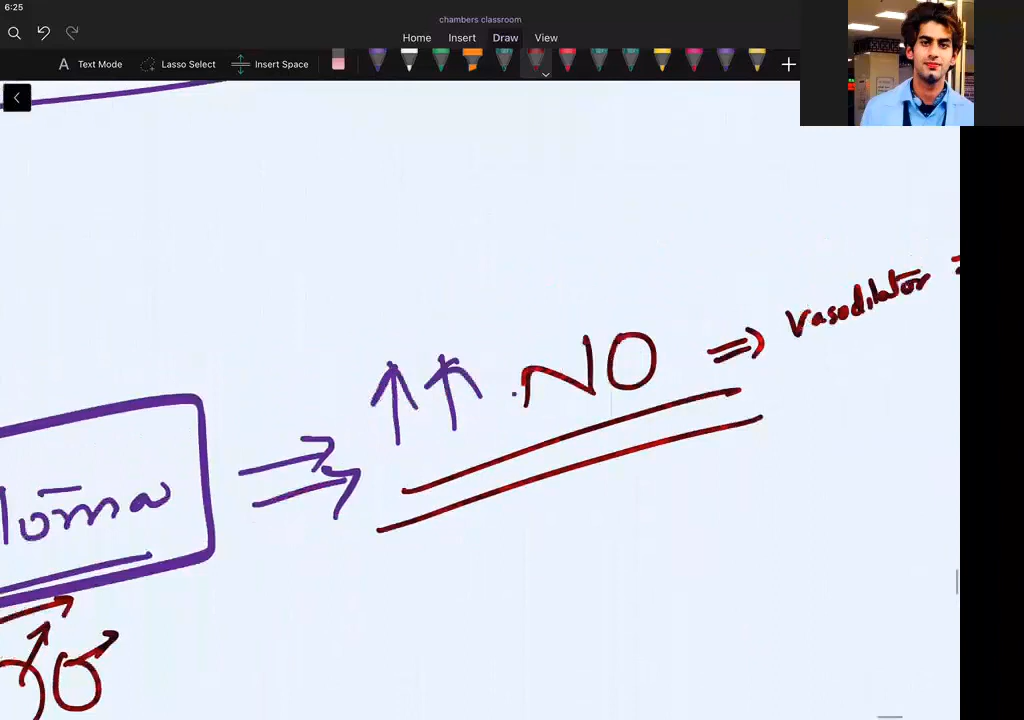 6:25
chambers classroom
Home Insert Draw View
A Text Mode Lasso Select Insert Space
↑↑ NO ⇒ vasodilator